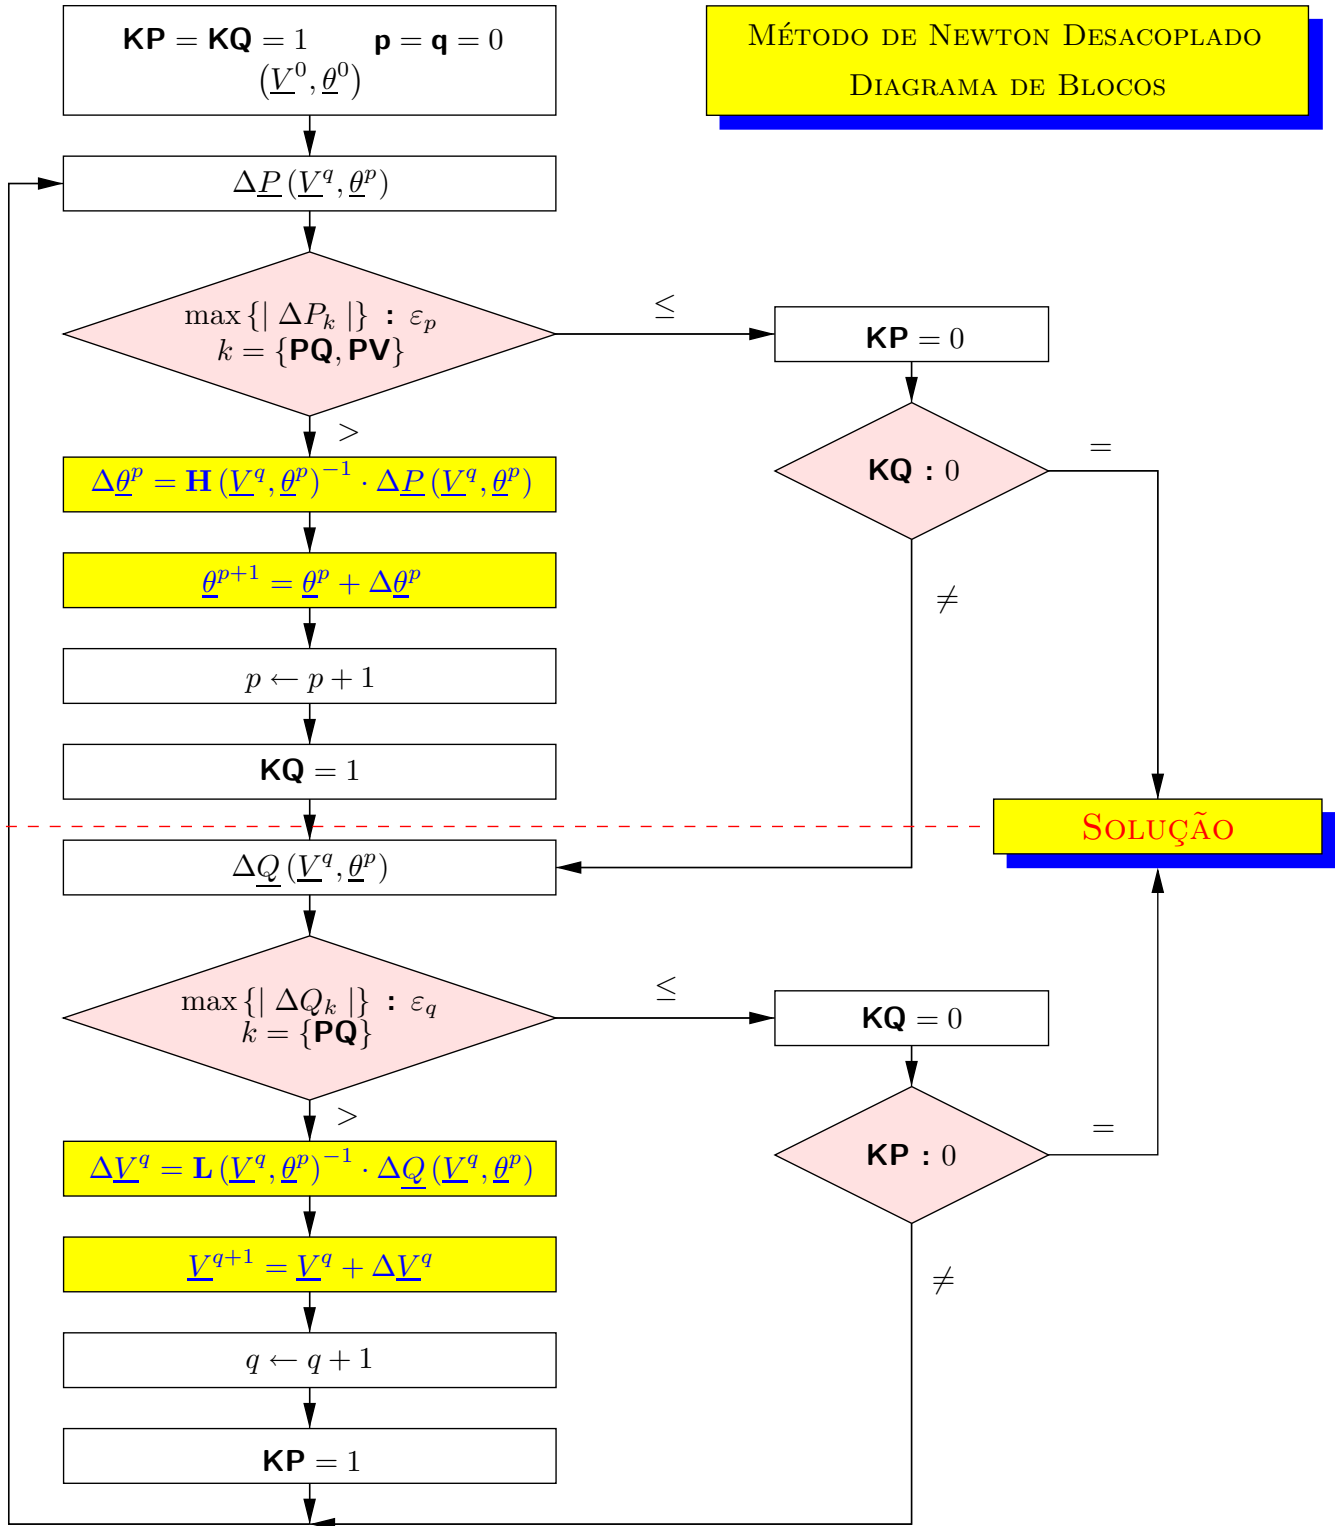 KP = KQ = 1 p = q = 0
(V⁰, θ⁰)
MÉTODO DE NEWTON DESACOPLADO
DIAGRAMA DE BLOCOS
ΔP (V^q, θ^p)
max {| ΔP_k |} : ε_p
k = {PQ, PV}
≤
KP = 0
>
KQ : 0
=
≠
Δθ^p = H (V^q, θ^p)^−1 · ΔP (V^q, θ^p)
θ^p+1 = θ^p + Δθ^p
p ← p + 1
KQ = 1
SOLUÇÃO
ΔQ (V^q, θ^p)
max {| ΔQ_k |} : ε_q
k = {PQ}
≤
KQ = 0
>
KP : 0
=
≠
ΔV^q = L (V^q, θ^p)^−1 · ΔQ (V^q, θ^p)
V^q+1 = V^q + ΔV^q
q ← q + 1
KP = 1